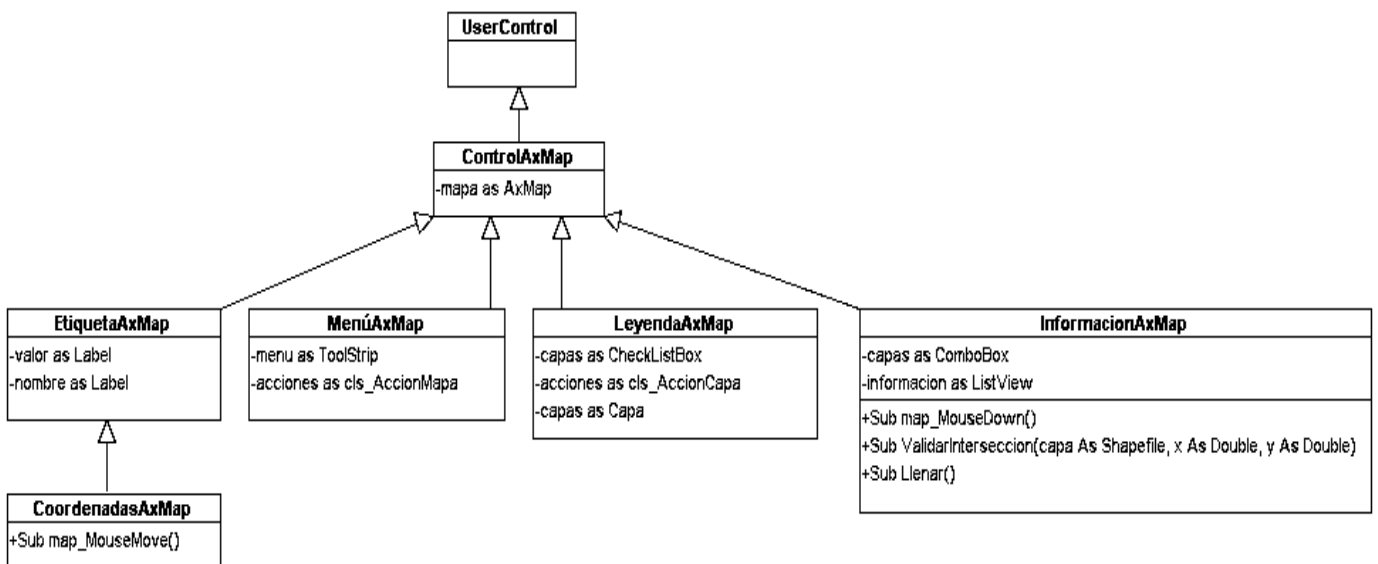 UserControl
ControlAxMap
-mapa as AxMap
EtiquetaAxMap
-valor as Label
-nombre as Label
MenúAxMap
-menu as ToolStrip
-acciones as cls_AccionMapa
LeyendaAxMap
-capas as CheckListBox
-acciones as cls_AccionCapa
-capas as Capa
InformacionAxMap
-capas as ComboBox
-informacion as ListView
+Sub map_MouseDown()
+Sub ValidarInterseccion(capa As Shapefile, x As Double, y As Double)
+Sub Llenar()
CoordenadasAxMap
+Sub map_MouseMove()